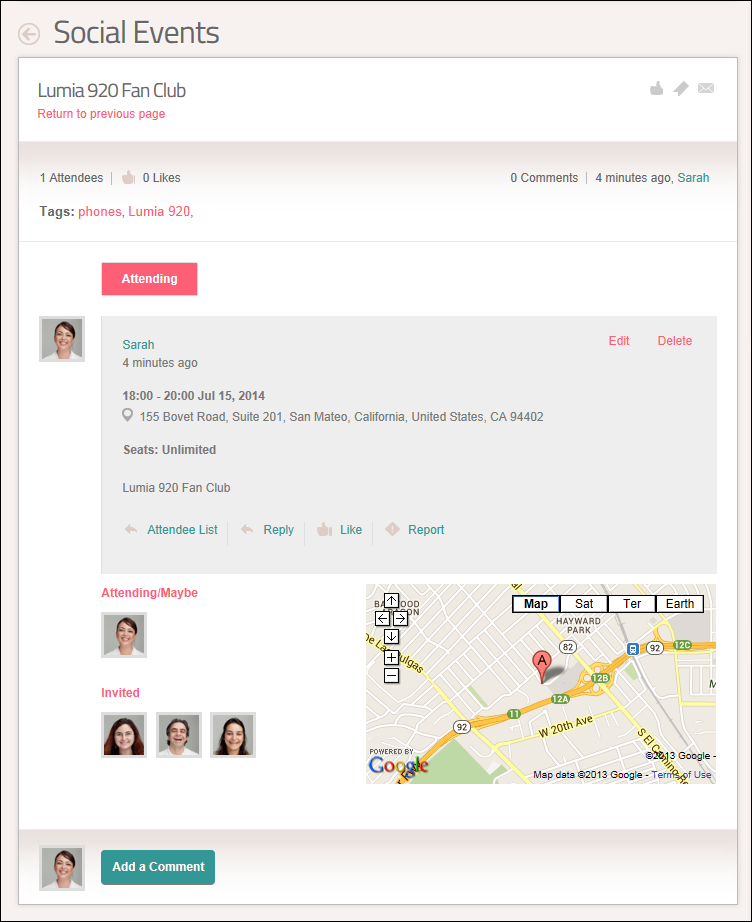 Social Events
Lumia 920 Fan Club
Return to previous page
1 Attendees | 0 Likes
0 Comments | 4 minutes ago, Sarah
Tags: phones, Lumia 920,
Attending
Sarah
Edit Delete
4 minutes ago
18:00 - 20:00 Jul 15, 2014
155 Bovet Road, Suite 201, San Mateo, California, United States, CA 94402
Seats: Unlimited
Lumia 920 Fan Club
Attendee List | Reply | Like | Report
Attending/Maybe
Invited
Map Sat Ter Earth
HAYWARD
PARK
82
92
12C
A
12B
12A
11
92
W 20th Ave
S El Camino
POWERED BY
Google
©2013 Google -
Map data ©2013 Google - Terms of Use
Add a Comment